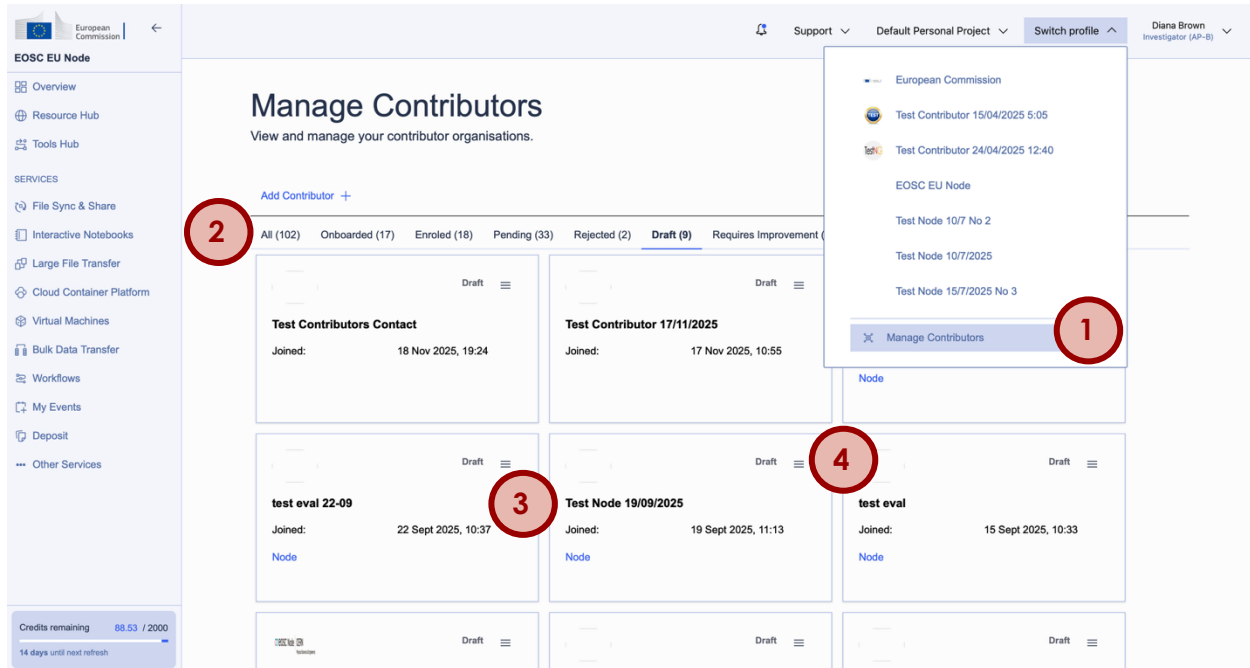 European
Commission
EOSC EU Node
Overview
Resource Hub
Tools Hub
SERVICES
File Sync & Share
Interactive Notebooks
Large File Transfer
Cloud Container Platform
Virtual Machines
Bulk Data Transfer
Workflows
My Events
Deposit
Other Services
Credits remaining 88.53 / 2000
14 days until next refresh
Support
Default Personal Project
Switch profile
Diana Brown
Investigator (AP-B)
European Commission
TEST
Test Contributor 15/04/2025 5:05
Test Contributor 24/04/2025 12:40
EOSC EU Node
Test Node 10/7 No 2
Test Node 10/7/2025
Test Node 15/7/2025 No 3
Manage Contributors
1
Manage Contributors
View and manage your contributor organisations.
Add Contributor +
2
All (102) Onboarded (17) Enroled (18) Pending (33) Rejected (2) Draft (9) Requires Improvement (
Draft
Test Contributors Contact
Joined: 18 Nov 2025, 19:24
Draft
Test Contributor 17/11/2025
Joined: 17 Nov 2025, 10:55
Node
Draft
test eval 22-09
Joined: 22 Sept 2025, 10:37
Node
3
Draft
Test Node 19/09/2025
Joined: 19 Sept 2025, 11:13
Node
4
Draft
test eval
Joined: 15 Sept 2025, 10:33
Node
Draft
Draft
Draft